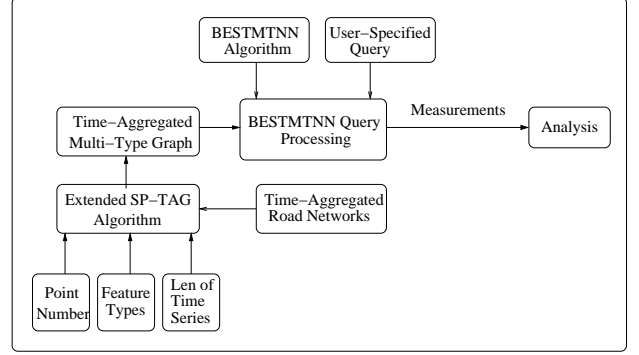 BESTMTNN
Algorithm
User-Specified
Query
Time-Aggregated
Multi-Type Graph
BESTMTNN Query
Processing
Measurements
Analysis
Extended SP-TAG
Algorithm
Time-Aggregated
Road Networks
Point
Number
Feature
Types
Len of
Time
Series